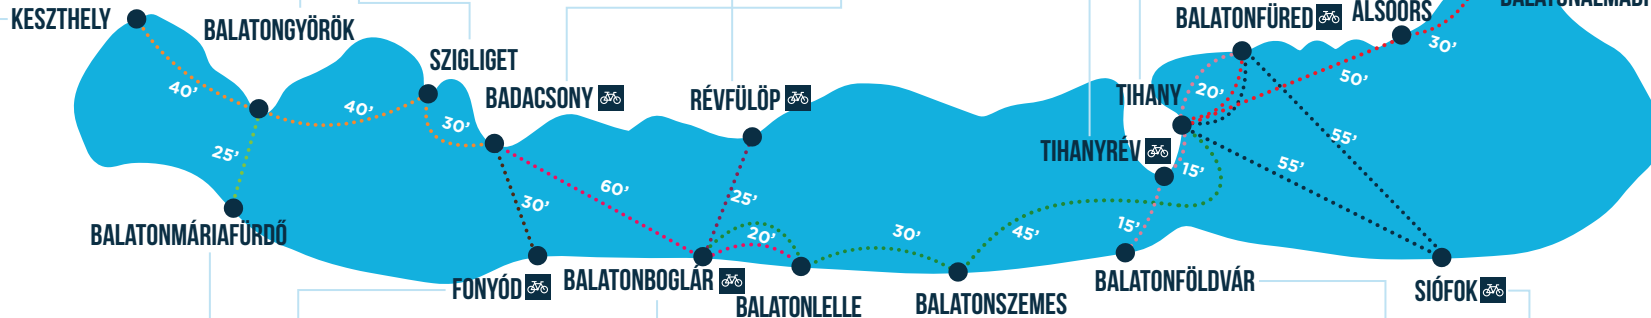 KESZTHELY
BALATONGYÖRÖK
SZIGLIGET
BADACSONY
RÉVFÜLÖP
BALATONFÜRED
ALSÓÖRS
TIHANY
TIHANYRÉV
40’
40’
30’
25’
60’
30’
25’
20’
30’
45’
15’
15’
20’
50’
30’
55’
55’
BALATONMÁRIAFÜRDŐ
FONYÓD
BALATONBOGLÁR
BALATONLELLE
BALATONSZEMES
BALATONFÖLDVÁR
SIÓFOK